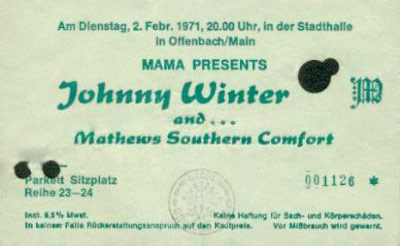 Am Dienstag, 2. Febr. 1971, 20.00 Uhr, in der Stadthalle
in Offenbach/Main
MAMA PRESENTS
Johnny Winter
M
and...
Mathews Southern Comfort
Parkett Sitzplatz
Reihe 23-24
001126 *
Incl. 5,5% Mwst.
Keine Haftung für Sach- und Körperschäden.
In keinem Falle Rückerstattungsanspruch auf den Kaufpreis.
Vor Mißbrauch wird gewarnt.